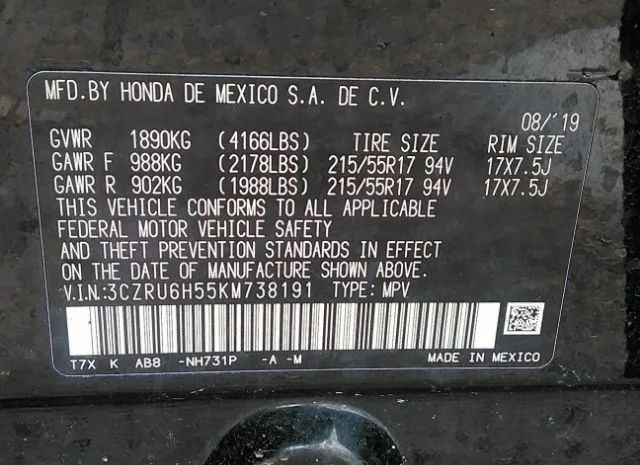 MFD.BY HONDA DE MEXICO S.A. DE C.V.
08/'19
GVWR 1890KG (4166LBS) TIRE SIZE RIM SIZE
GAWR F 988KG (2178LBS) 215/55R17 94V 17X7.5J
GAWR R 902KG (1988LBS) 215/55R17 94V 17X7.5J
THIS VEHICLE CONFORMS TO ALL APPLICABLE
FEDERAL MOTOR VEHICLE SAFETY
AND THEFT PREVENTION STANDARDS IN EFFECT
ON THE DATE OF MANUFACTURE SHOWN ABOVE.
V.I.N:3CZRU6H55KM738191 TYPE: MPV
T7X K AB8 -NH731P -A -M MADE IN MEXICO